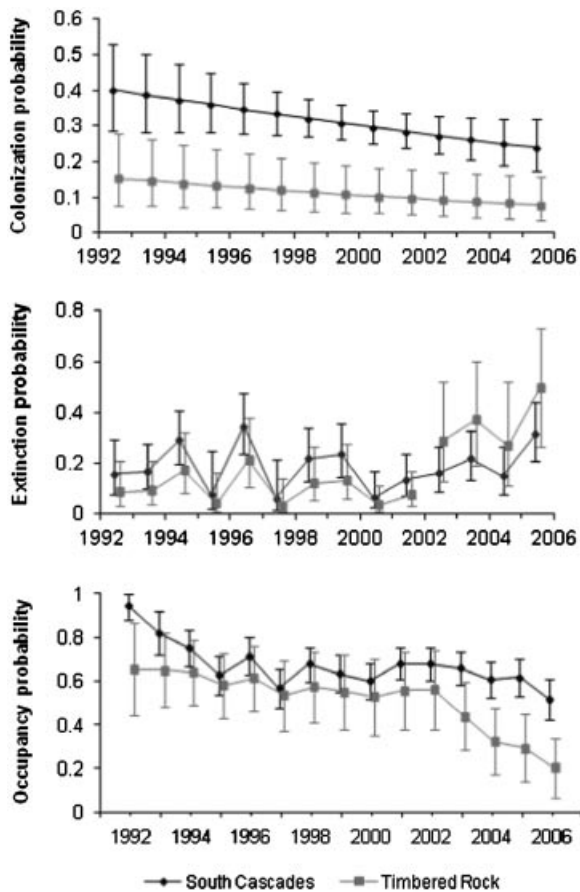 Colonization probability
0.6
0.5
0.4
0.3
0.2
0.1
0
1992 1994 1996 1998 2000 2002 2004 2006
Extinction probability
0.8
0.6
0.4
0.2
0
1992 1994 1996 1998 2000 2002 2004 2006
Occupancy probability
1
0.8
0.6
0.4
0.2
0
1992 1994 1996 1998 2000 2002 2004 2006
South Cascades Timbered Rock